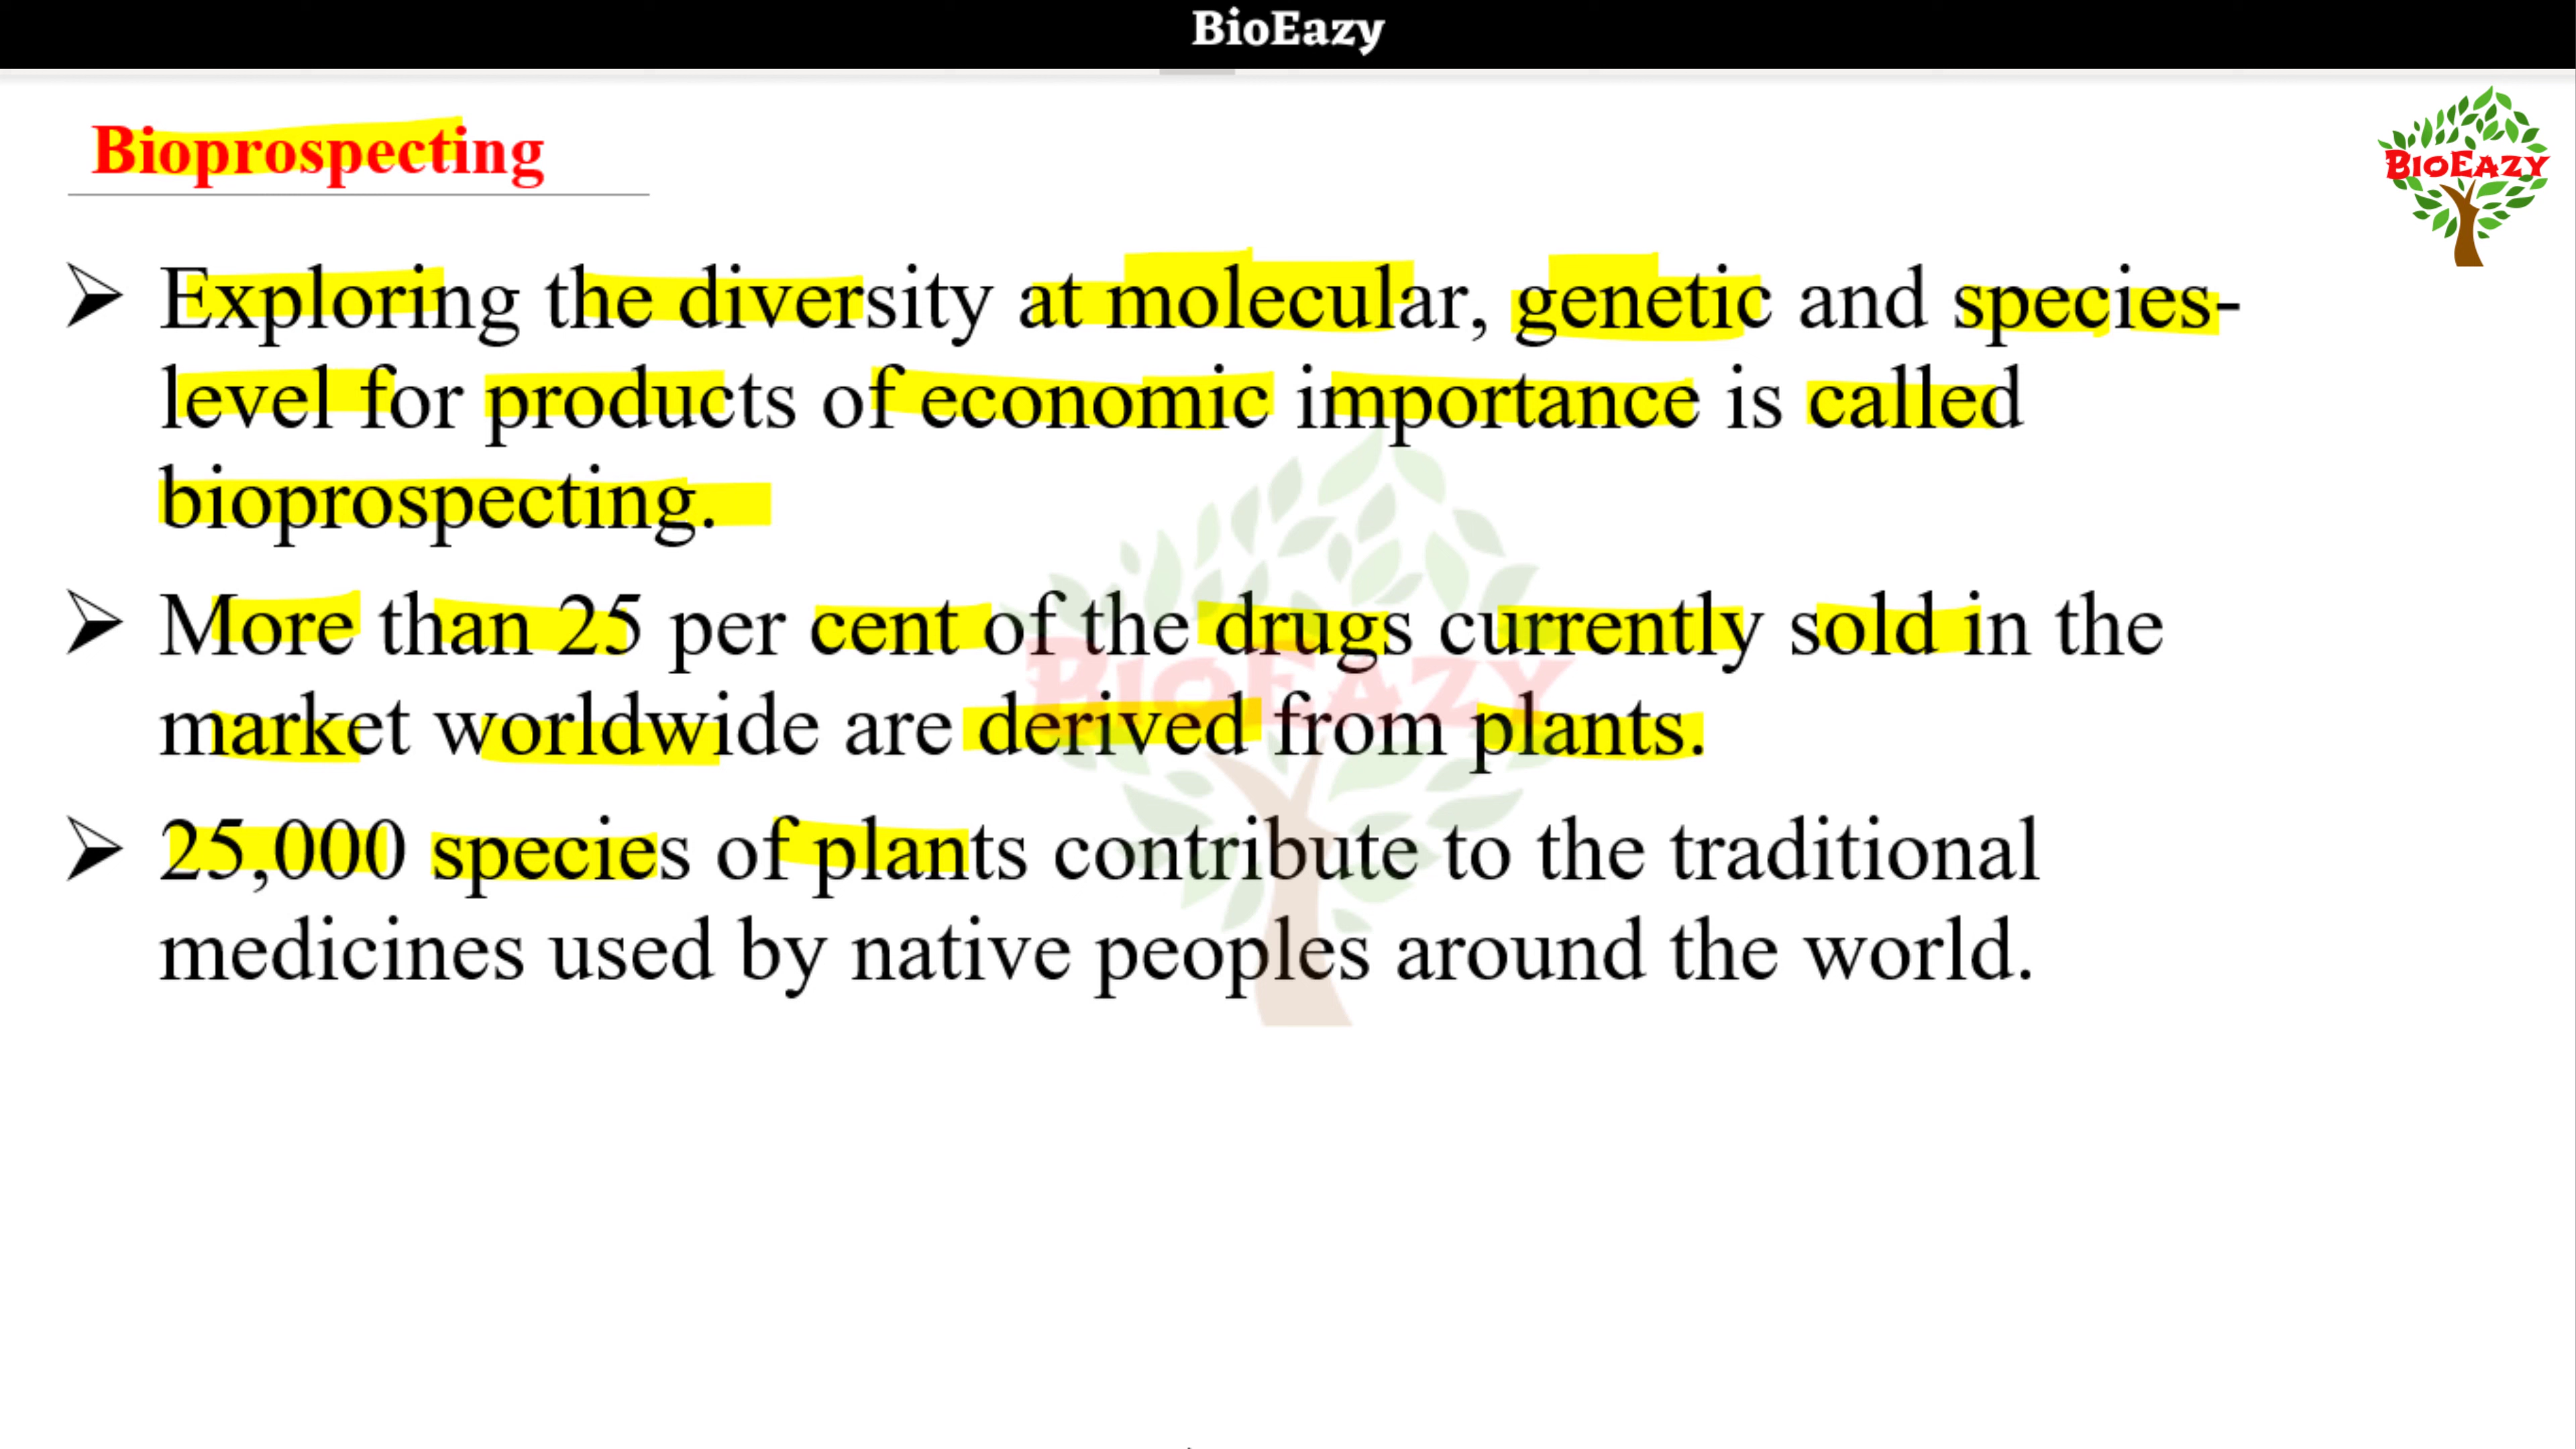 BioEazy
Bioprospecting
BIOEAZY
➤ Exploring the diversity at molecular, genetic and species-
level for products of economic importance is called
bioprospecting.
➤ More than 25 per cent of the drugs currently sold in the
market worldwide are derived from plants.
BIOEAZY
➤ 25,000 species of plants contribute to the traditional
medicines used by native peoples around the world.